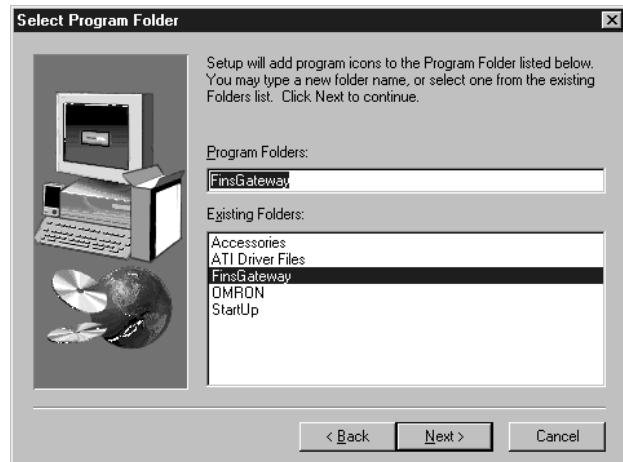 Select Program Folder
Setup will add program icons to the Program Folder listed below.
You may type a new folder name, or select one from the existing
Folders list. Click Next to continue.
Program Folders:
FinsGateway
Existing Folders:
Accessories
ATI Driver Files
FinsGateway
OMRON
StartUp
< Back
Next >
Cancel